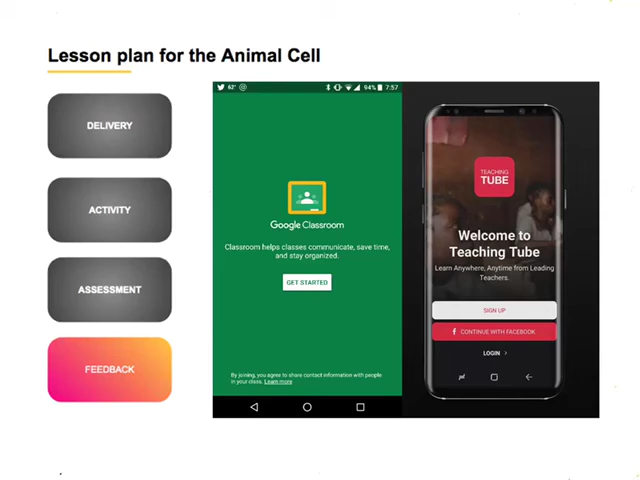 Lesson plan for the Animal Cell
DELIVERY
ACTIVITY
ASSESSMENT
FEEDBACK
62°
94% 7:57
Google Classroom
Classroom helps classes communicate, save time,
and stay organized.
GET STARTED
By joining, you agree to share contact information with people
in your class. Learn more
TEACHING
TUBE
Welcome to
Teaching Tube
Learn Anywhere, Anytime from Leading
Teachers.
SIGN UP
f CONTINUE WITH FACEBOOK
LOGIN >